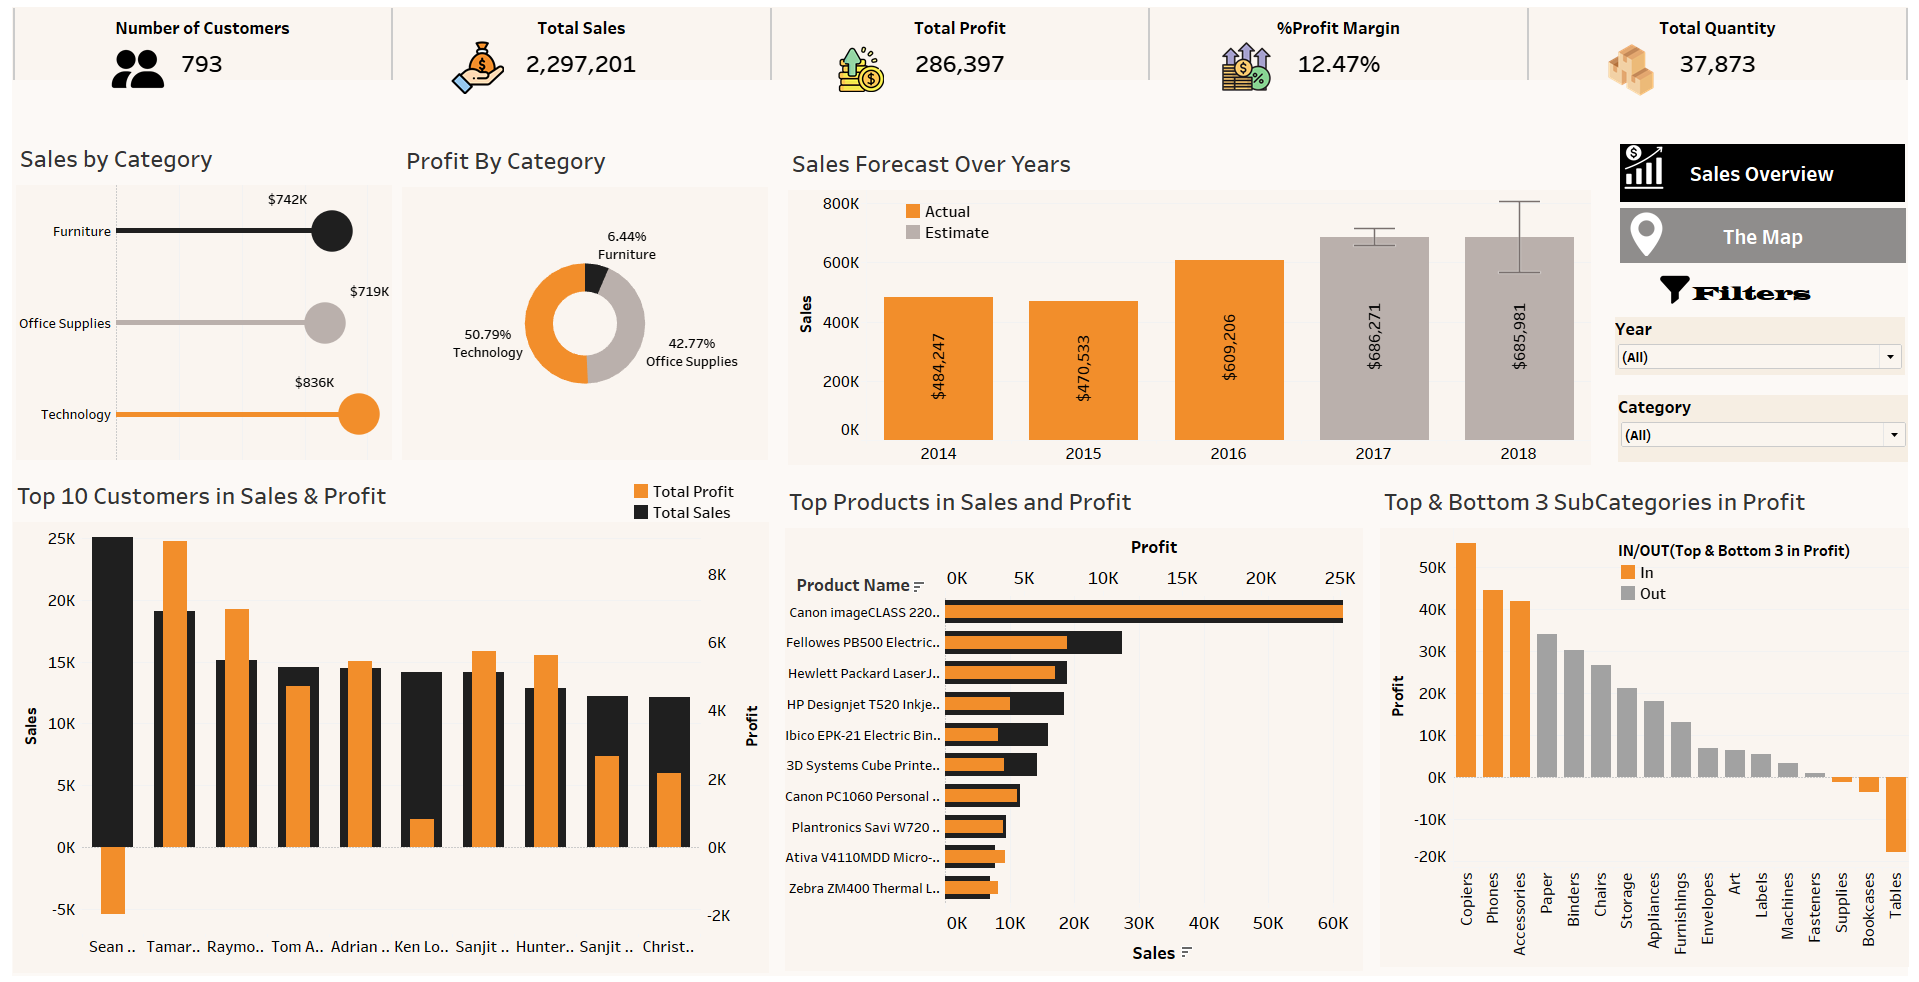 Number of Customers
793
Total Sales
2,297,201
Total Profit
286,397
%Profit Margin
12.47%
Total Quantity
37,873
Sales by Category
$742K
Furniture
$719K
Office Supplies
$836K
Technology
Profit By Category
6.44%
Furniture
50.79%
Technology
42.77%
Office Supplies
Sales Forecast Over Years
Actual
Estimate
Sales
800K
600K
400K
200K
0K
$484,247
$470,533
$609,206
$686,271
$685,981
2014
2015
2016
2017
2018
Sales Overview
The Map
Filters
Year
(All)
Category
(All)
Top 10 Customers in Sales & Profit
Total Profit
Total Sales
Sales
25K
20K
15K
10K
5K
0K
-5K
8K
6K
4K
2K
0K
-2K
Profit
Sean ..
Tamar..
Raymo..
Tom A..
Adrian ..
Ken Lo..
Sanjit ..
Hunter..
Sanjit ..
Christ..
Top Products in Sales and Profit
Profit
Product Name
0K
5K
10K
15K
20K
25K
Canon imageCLASS 220..
Fellowes PB500 Electric..
Hewlett Packard LaserJ..
HP Designjet T520 Inkje..
Ibico EPK-21 Electric Bin..
3D Systems Cube Printe..
Canon PC1060 Personal ..
Plantronics Savi W720 ..
Ativa V4110MDD Micro-..
Zebra ZM400 Thermal L..
0K
10K
20K
30K
40K
50K
60K
Sales
Top & Bottom 3 SubCategories in Profit
IN/OUT(Top & Bottom 3 in Profit)
In
Out
Profit
50K
40K
30K
20K
10K
0K
-10K
-20K
Copiers
Phones
Accessories
Paper
Binders
Chairs
Storage
Appliances
Furnishings
Envelopes
Art
Labels
Machines
Fasteners
Supplies
Bookcases
Tables